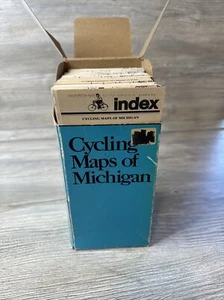 index
CYCLING MAPS OF MICHIGAN
Cycling
Maps of
Michigan